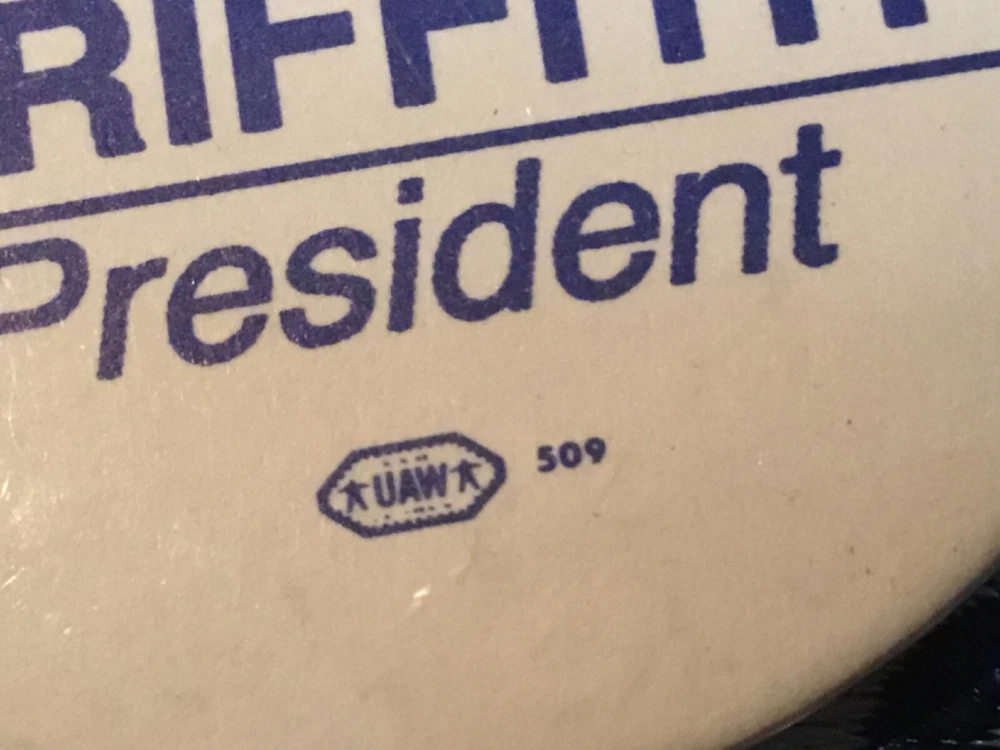 RIFFITH
President
UAW 509